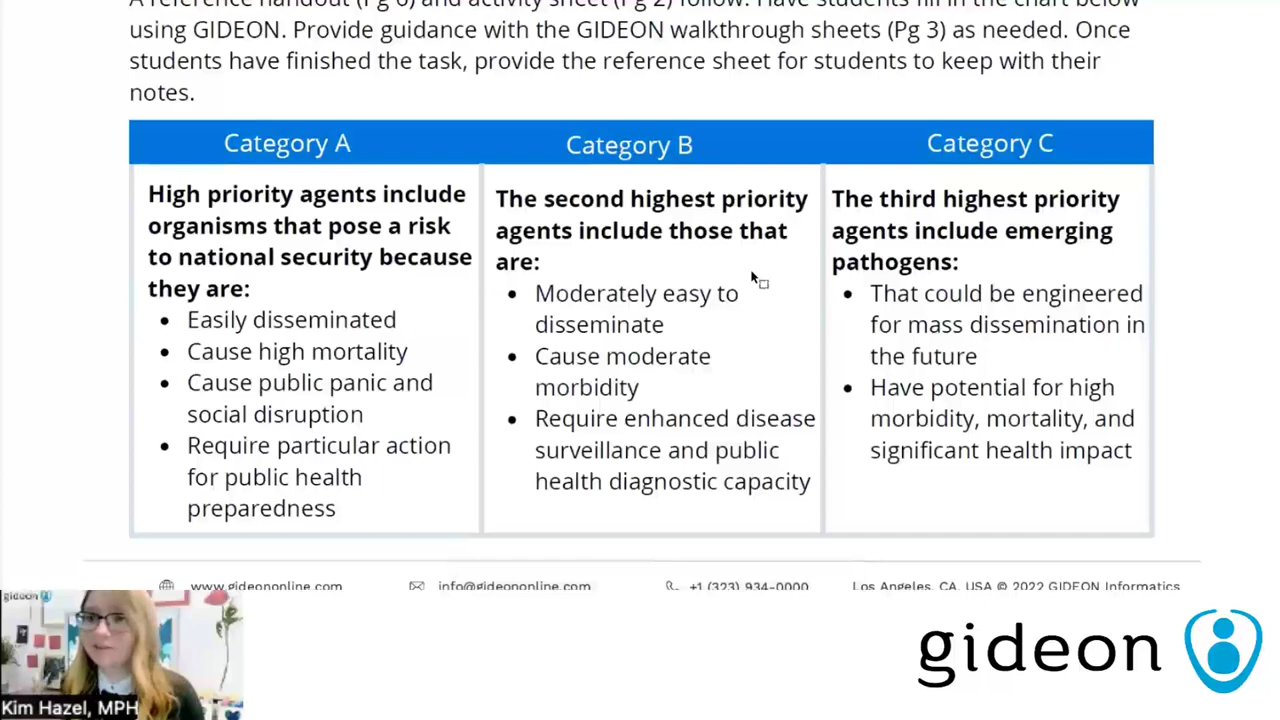 A reference handout (Pg 6) and activity sheet (Pg 2) follow. Have students fill in the chart below
using GIDEON. Provide guidance with the GIDEON walkthrough sheets (Pg 3) as needed. Once
students have finished the task, provide the reference sheet for students to keep with their
notes.
Category A
Category B
Category C
High priority agents include
organisms that pose a risk
to national security because
they are:
• Easily disseminated
• Cause high mortality
• Cause public panic and
social disruption
• Require particular action
for public health
preparedness
The second highest priority
agents include those that
are:
• Moderately easy to
disseminate
• Cause moderate
morbidity
• Require enhanced disease
surveillance and public
health diagnostic capacity
The third highest priority
agents include emerging
pathogens:
• That could be engineered
for mass dissemination in
the future
• Have potential for high
morbidity, mortality, and
significant health impact
www.gideononline.com
info@gideononline.com
+1 (323) 934-0000
Los Angeles, CA, USA © 2022 GIDEON Informatics
gideon
Kim Hazel, MPH
gideon